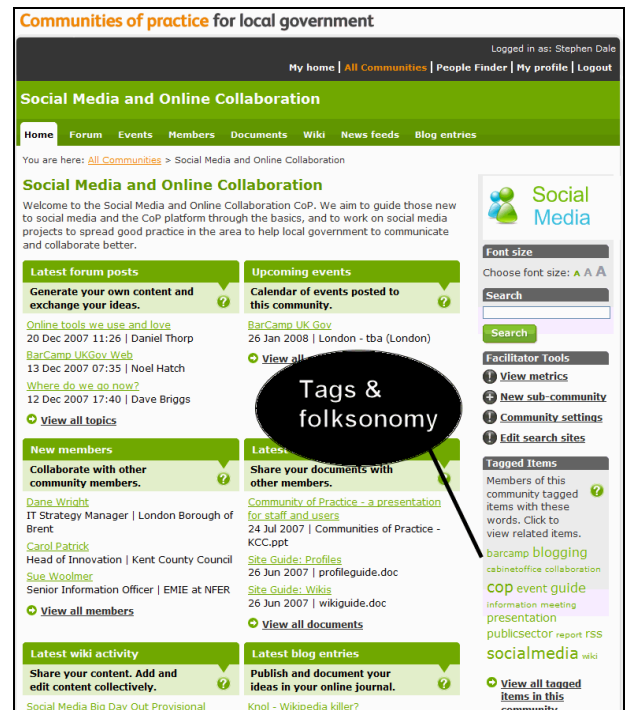 Communities of practice for local government
Logged in as: Stephen Dale
My home | All Communities | People Finder | My profile | Logout
Social Media and Online Collaboration
Home Forum Events Members Documents Wiki News feeds Blog entries
You are here: All Communities > Social Media and Online Collaboration
Social Media and Online Collaboration
Welcome to the Social Media and Online Collaboration CoP. We aim to guide those new
to social media and the CoP platform through the basics, and to work on social media
projects to spread good practice in the area to help local government to communicate
and collaborate better.
Latest forum posts
Generate your own content and
exchange your ideas.
Online tools we use and love
20 Dec 2007 11:26 | Daniel Thorp
BarCamp UKGov Web
13 Dec 2007 07:35 | Noel Hatch
Where do we go now?
12 Dec 2007 17:40 | Dave Briggs
View all topics
Upcoming events
Calendar of events posted to
this community.
BarCamp UK Gov
26 Jan 2008 | London - tba (London)
View all
Tags &
folksonomy
New members
Collaborate with other
community members.
Dane Wright
IT Strategy Manager | London Borough of
Brent
Carol Patrick
Head of Innovation | Kent County Council
Sue Woolmer
Senior Information Officer | EMIE at NFER
View all members
Latest
Share your documents with
other members.
Community of Practice - a presentation
for staff and users
24 Jul 2007 | Communities of Practice -
KCC.ppt
Site Guide: Profiles
26 Jun 2007 | profileguide.doc
Site Guide: Wikis
26 Jun 2007 | wikiguide.doc
View all documents
Latest wiki activity
Share your content. Add and
edit content collectively.
Social Media Big Day Out Provisional
Latest blog entries
Publish and document your
ideas in your online journal.
Knol - Wikipedia killer?
Social
Media
Font size
Choose font size: A A A
Search
Search
Facilitator Tools
View metrics
New sub-community
Community settings
Edit search sites
Tagged Items
Members of this
community tagged
items with these
words. Click to
view related items.
barcamp blogging
cabinetoffice collaboration
cop event guide
information meeting
presentation
publicsector report rss
socialmedia wiki
View all tagged
items in this
community